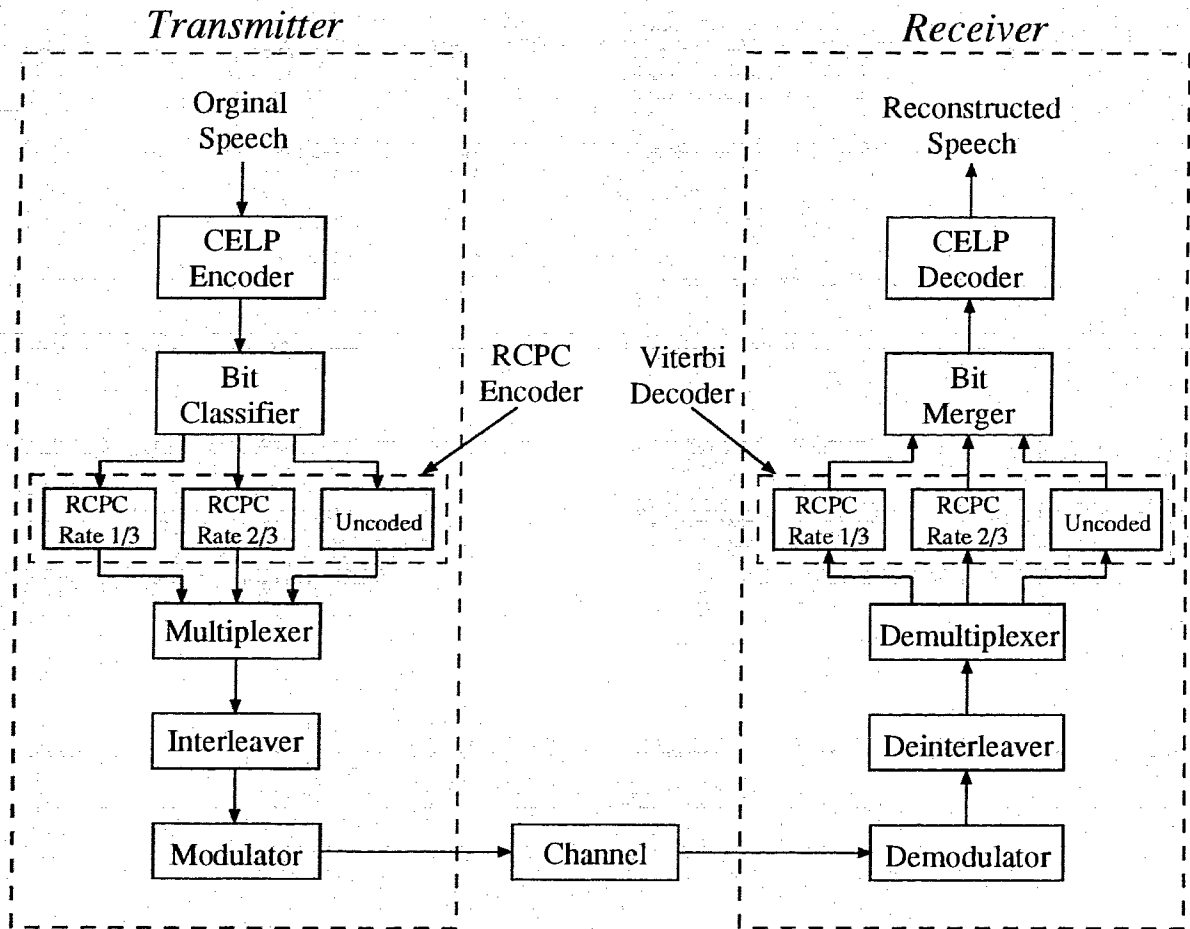 Transmitter
Orginal
Speech
CELP
Encoder
Bit
Classifier
RCPC
Encoder
RCPC
Rate 1/3
RCPC
Rate 2/3
Uncoded
Multiplexer
Interleaver
Modulator
Channel
Receiver
Reconstructed
Speech
CELP
Decoder
Bit
Merger
Viterbi
Decoder
RCPC
Rate 1/3
RCPC
Rate 2/3
Uncoded
Demultiplexer
Deinterleaver
Demodulator